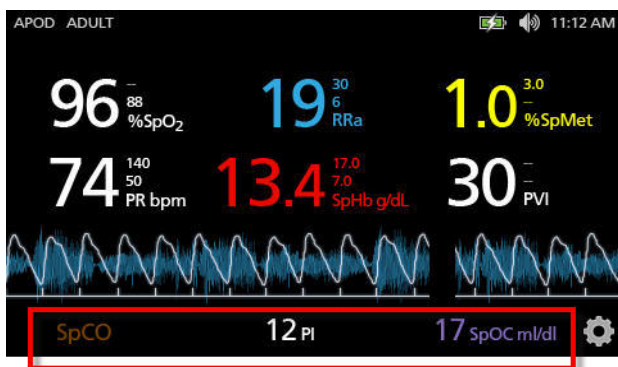 APOD ADULT 11:12 AM
96 -- 88 %SpO2
19 30 6 RRa
1.0 3.0 -- %SpMet
74 140 50 PR bpm
13.4 17.0 7.0 SpHb g/dL
30 -- -- PVI
SpCO 12 PI 17 SpOC ml/dl